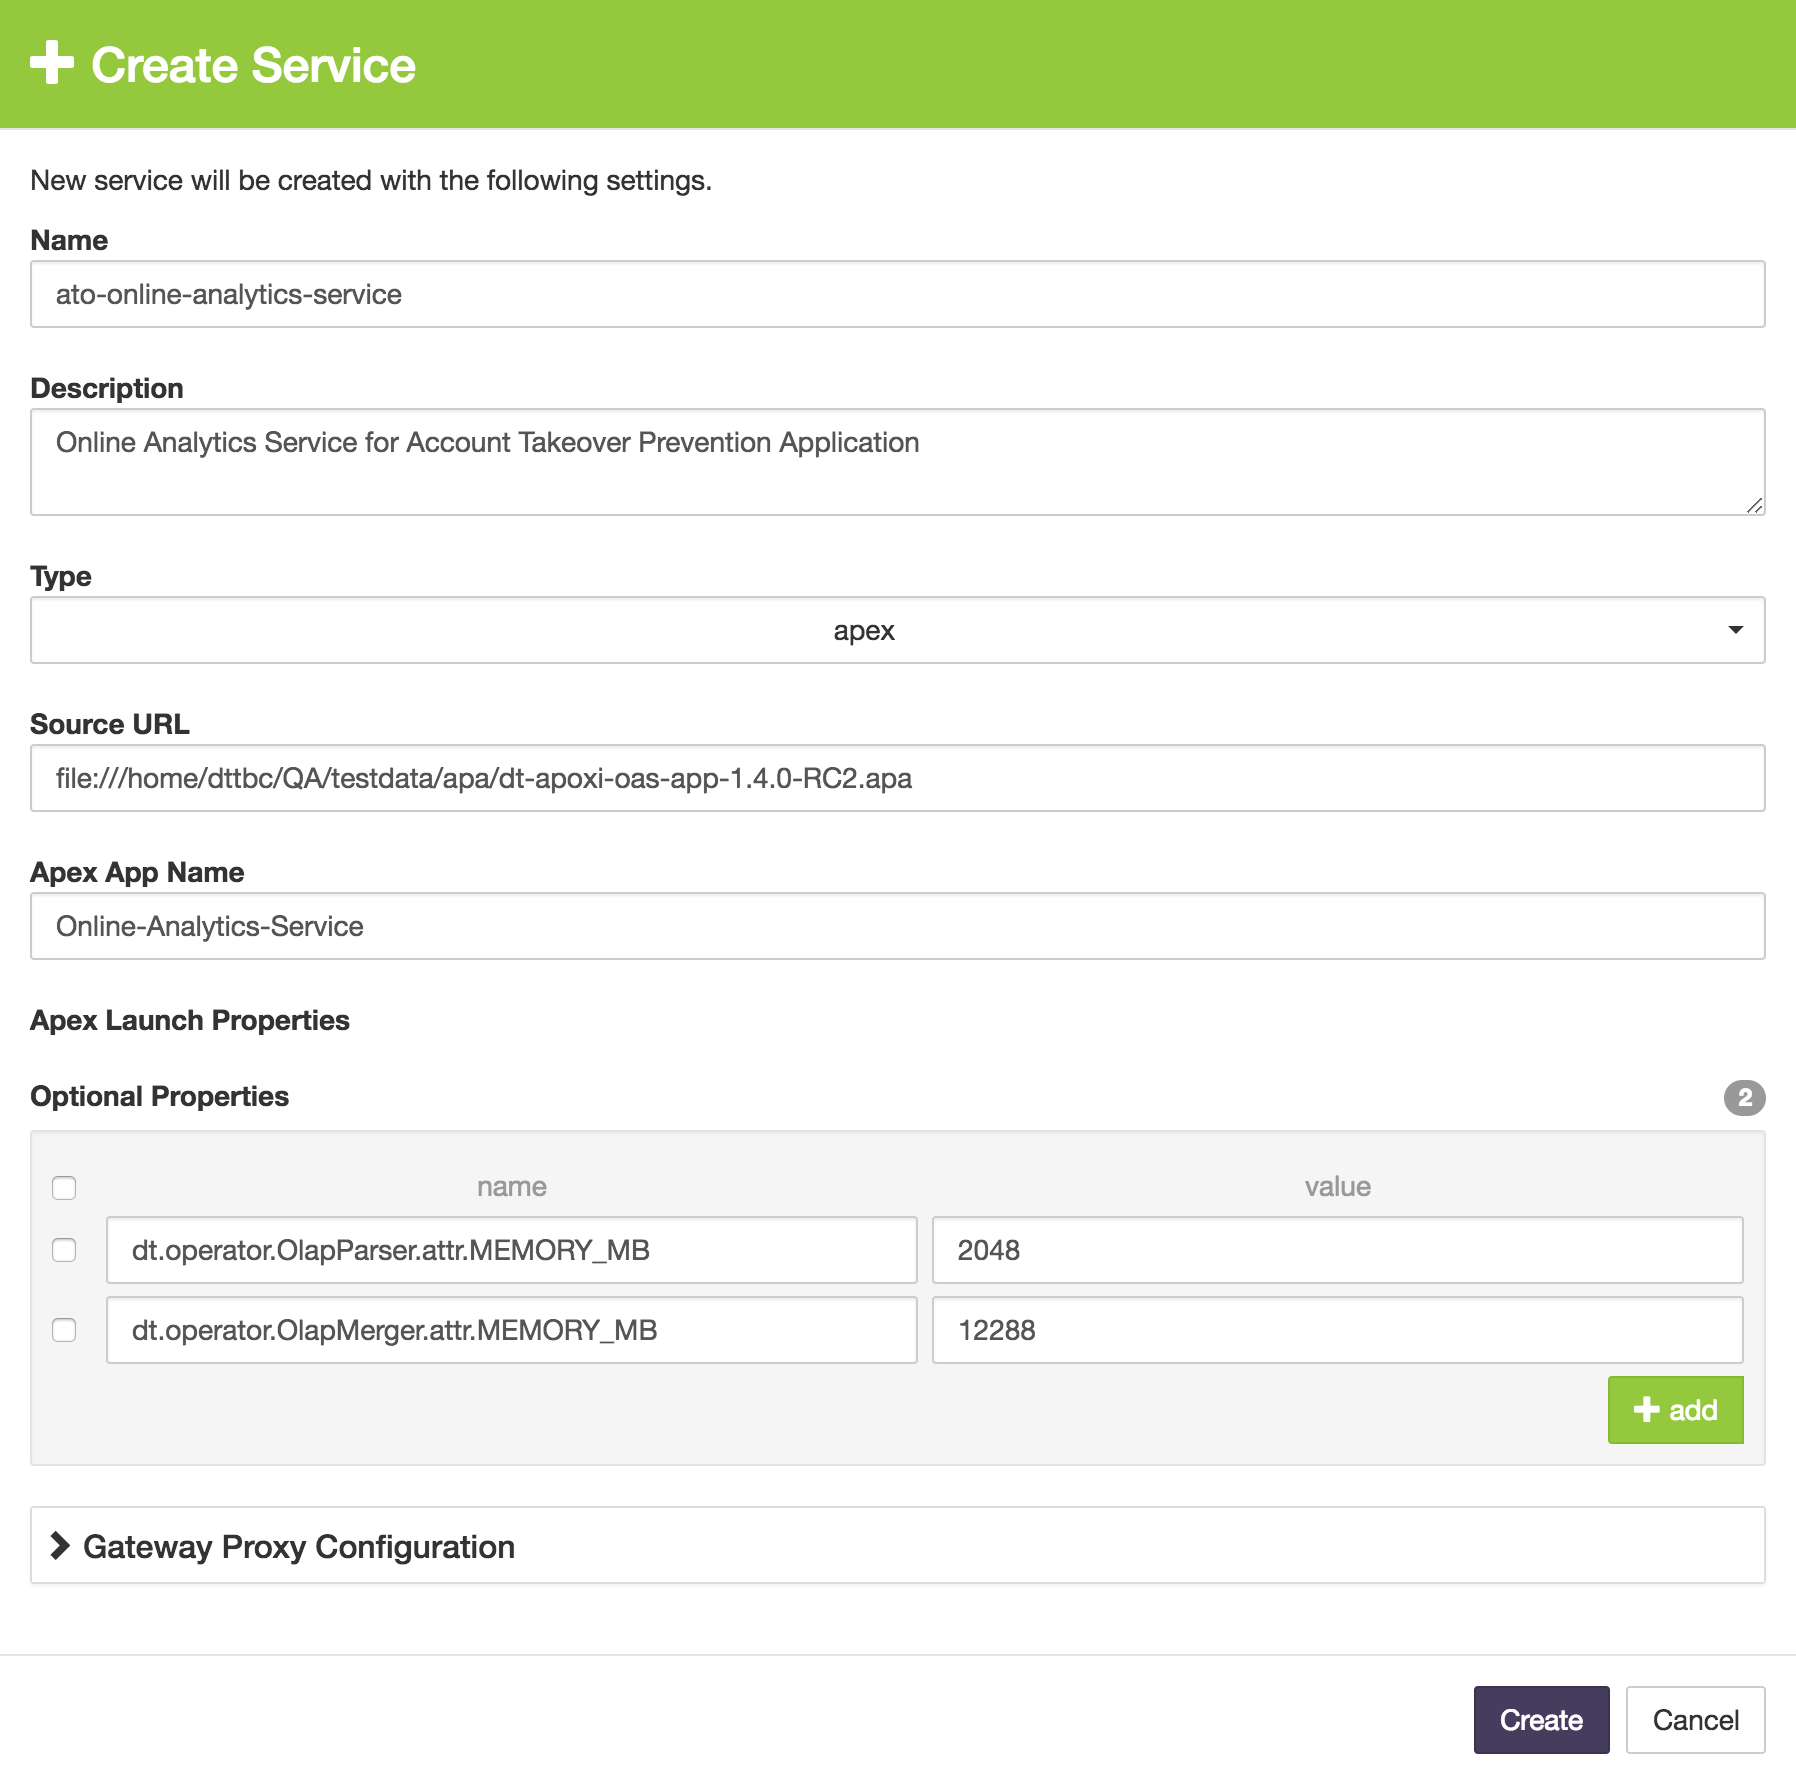 Create Service
New service will be created with the following settings.
Name
ato-online-analytics-service
Description
Online Analytics Service for Account Takeover Prevention Application
Type
apex
Source URL
file:///home/dttbc/QA/testdata/apa/dt-apoxi-oas-app-1.4.0-RC2.apa
Apex App Name
Online-Analytics-Service
Apex Launch Properties
Optional Properties 2
name value
dt.operator.OlapParser.attr.MEMORY_MB 2048
dt.operator.OlapMerger.attr.MEMORY_MB 12288
add
Gateway Proxy Configuration
Create Cancel